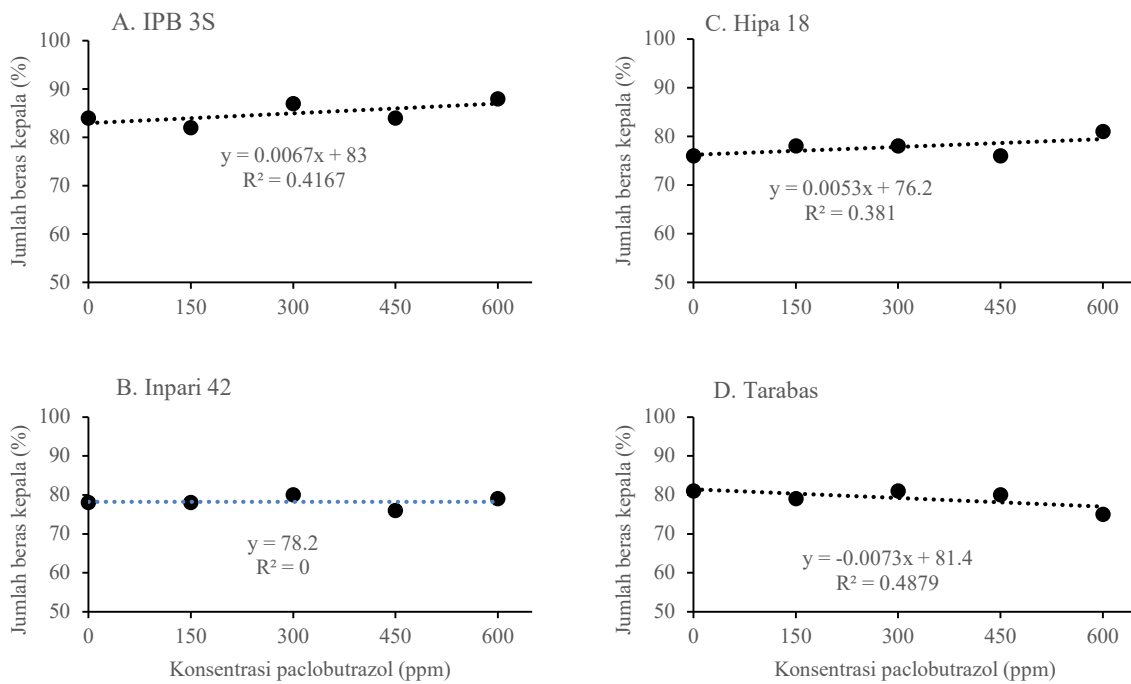 A. IPB 3S
Jumlah beras kepala (%)
100
90
80
70
60
50
y = 0.0067x + 83
R² = 0.4167
0 150 300 450 600
C. Hipa 18
Jumlah beras kepala (%)
100
90
80
70
60
50
y = 0.0053x + 76.2
R² = 0.381
0 150 300 450 600
B. Inpari 42
Jumlah beras kepala (%)
100
90
80
70
60
50
y = 78.2
R² = 0
0 150 300 450 600
Konsentrasi paclobutrazol (ppm)
D. Tarabas
Jumlah beras kepala (%)
100
90
80
70
60
50
y = -0.0073x + 81.4
R² = 0.4879
0 150 300 450 600
Konsentrasi paclobutrazol (ppm)